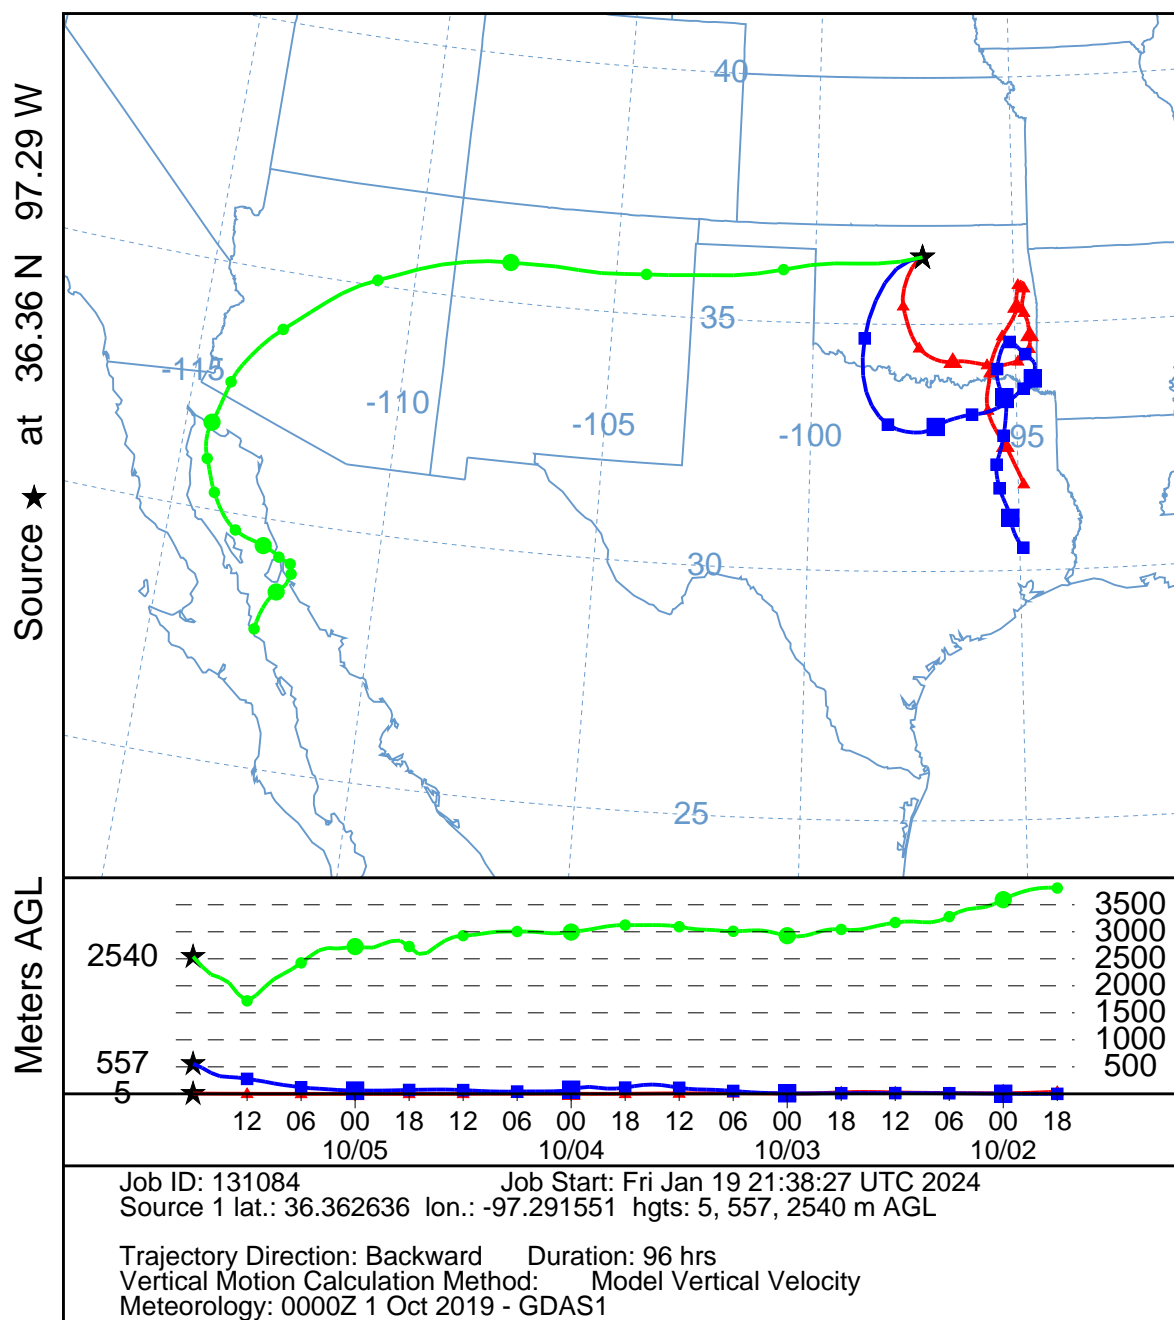 Source ★ at 36.36 N 97.29 W
40
35
-115
-110
-105
-100
-95
30
25
Meters AGL
2540
557
5
3500
3000
2500
2000
1500
1000
500
12 06 00 18 12 06 00 18 12 06 00 18 12 06 00 18
10/05 10/04 10/03 10/02
Job ID: 131084 Job Start: Fri Jan 19 21:38:27 UTC 2024
Source 1 lat.: 36.362636 lon.: -97.291551 hgts: 5, 557, 2540 m AGL
Trajectory Direction: Backward Duration: 96 hrs
Vertical Motion Calculation Method: Model Vertical Velocity
Meteorology: 0000Z 1 Oct 2019 - GDAS1